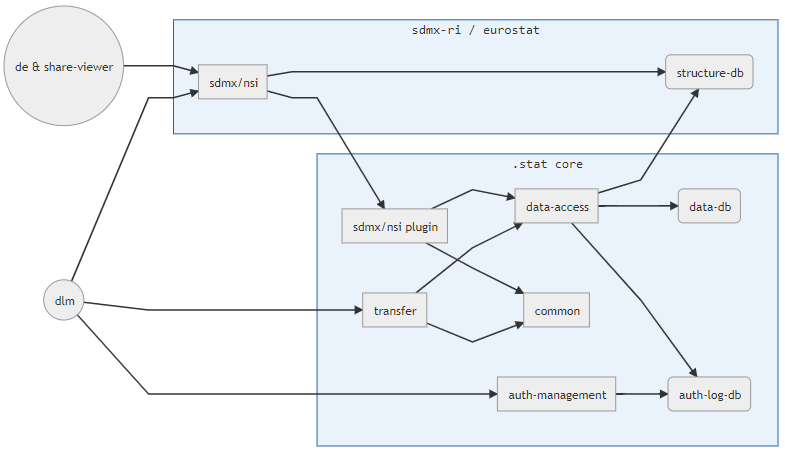 sdmx-ri / eurostat
de & share-viewer
sdmx/nsi
structure-db
.stat core
sdmx/nsi plugin
data-access
data-db
dlm
transfer
common
auth-management
auth-log-db